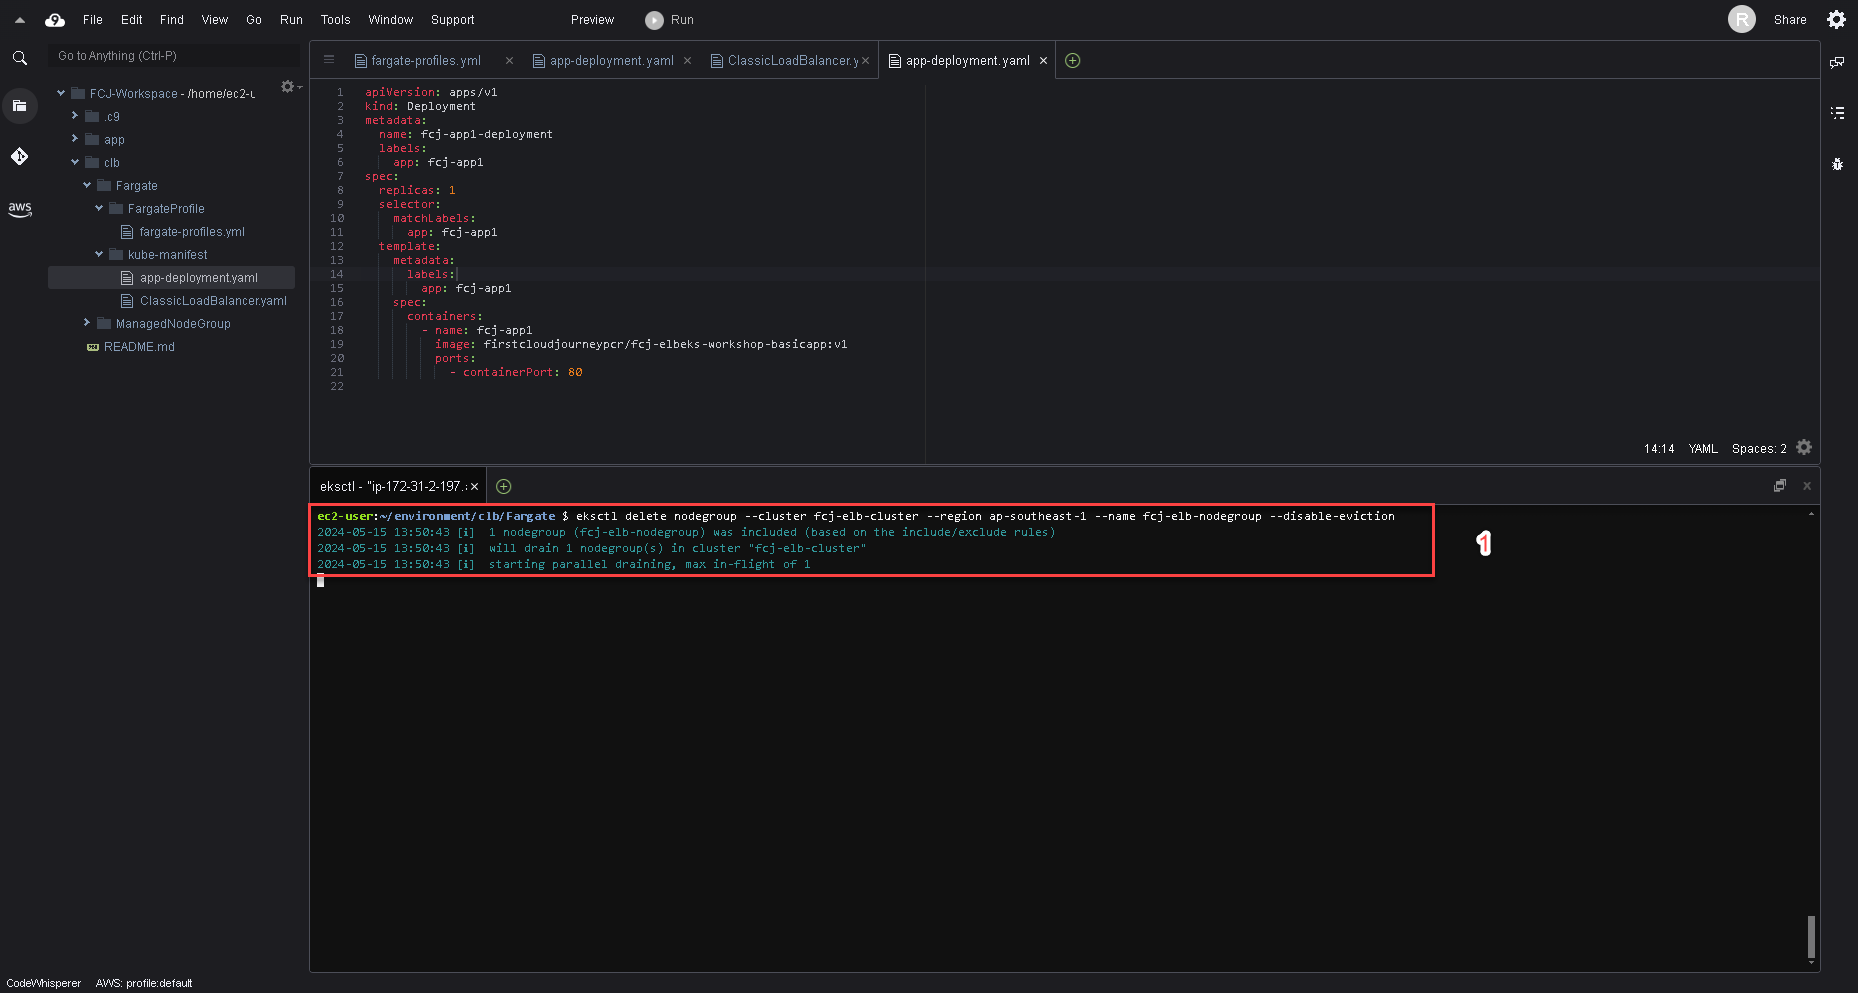 9 File Edit Find View Go Run Tools Window Support Preview Run R Share
Go to Anything (Ctrl-P)
FCJ-Workspace - /home/ec2-u
.c9
app
clb
Fargate
FargateProfile
fargate-profiles.yml
kube-manifest
app-deployment.yaml
ClassicLoadBalancer.yaml
ManagedNodeGroup
README.md
aws
fargate-profiles.yml app-deployment.yaml ClassicLoadBalancer.y app-deployment.yaml
1 apiVersion: apps/v1
2 kind: Deployment
3 metadata:
4 name: fcj-app1-deployment
5 labels:
6 app: fcj-app1
7 spec:
8 replicas: 1
9 selector:
10 matchLabels:
11 app: fcj-app1
12 template:
13 metadata:
14 labels:
15 app: fcj-app1
16 spec:
17 containers:
18 - name: fcj-app1
19 image: firstcloudjourneypcr/fcj-elbeks-workshop-basicapp:v1
20 ports:
21 - containerPort: 80
22
14:14 YAML Spaces: 2
eksctl - "ip-172-31-2-197.
ec2-user:~/environment/clb/Fargate $ eksctl delete nodegroup --cluster fcj-elb-cluster --region ap-southeast-1 --name fcj-elb-nodegroup --disable-eviction
2024-05-15 13:50:43 [i] 1 nodegroup (fcj-elb-nodegroup) was included (based on the include/exclude rules)
2024-05-15 13:50:43 [i] will drain 1 nodegroup(s) in cluster "fcj-elb-cluster"
2024-05-15 13:50:43 [i] starting parallel draining, max in-flight of 1
1
CodeWhisperer AWS: profile:default